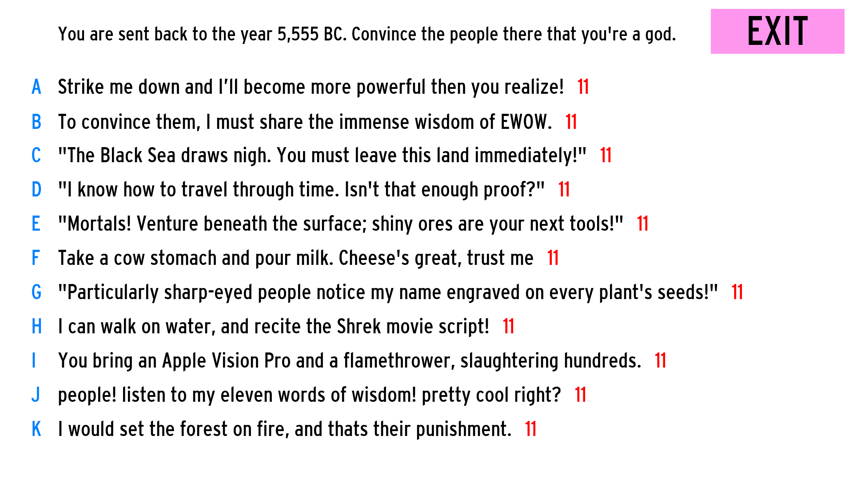 You are sent back to the year 5,555 BC. Convince the people there that you're a god.
EXIT
A Strike me down and I’ll become more powerful then you realize! 11
B To convince them, I must share the immense wisdom of EWOW. 11
C "The Black Sea draws nigh. You must leave this land immediately!" 11
D "I know how to travel through time. Isn't that enough proof?" 11
E "Mortals! Venture beneath the surface; shiny ores are your next tools!" 11
F Take a cow stomach and pour milk. Cheese's great, trust me 11
G "Particularly sharp-eyed people notice my name engraved on every plant's seeds!" 11
H I can walk on water, and recite the Shrek movie script! 11
I You bring an Apple Vision Pro and a flamethrower, slaughtering hundreds. 11
J people! listen to my eleven words of wisdom! pretty cool right? 11
K I would set the forest on fire, and thats their punishment. 11